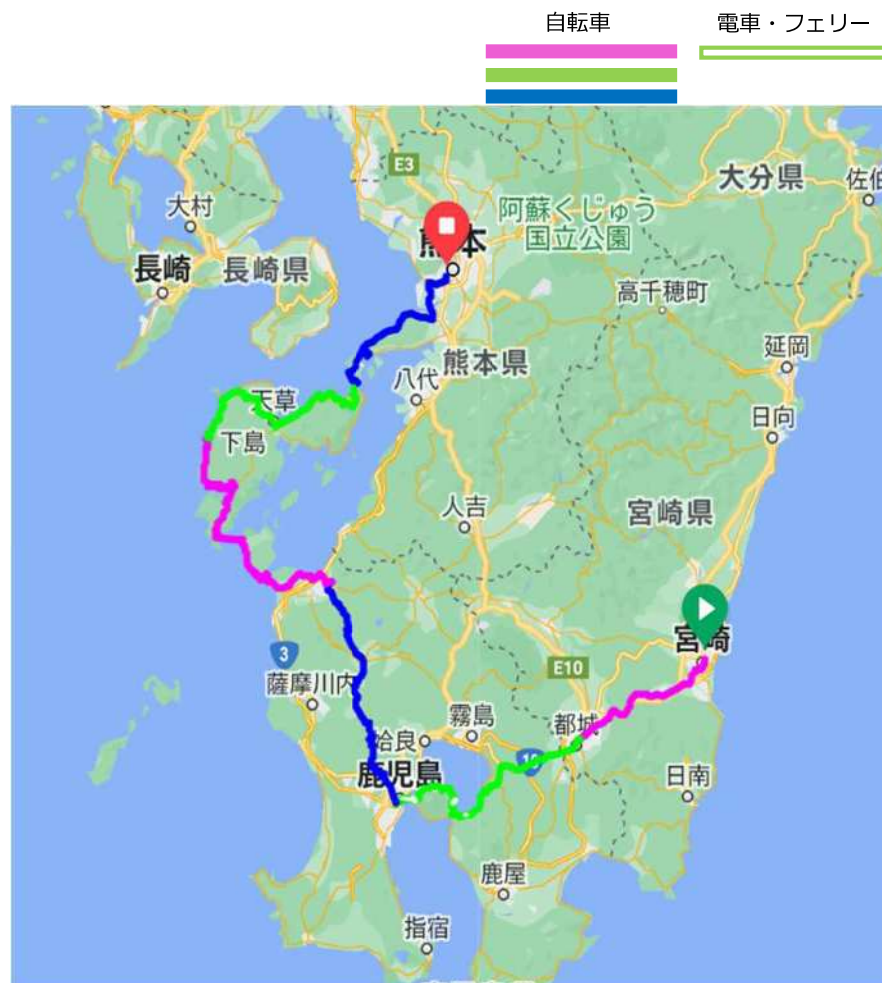 自転車
電車・フェリー
E3
大分県
佐伯
大村
阿蘇くじゅう
国立公園
熊本
長崎
長崎県
高千穂町
延岡
熊本県
八代
天草
日向
下島
人吉
宮崎県
宮崎
3
E10
薩摩川内
霧島
都城
姶良
10
鹿児島
日南
鹿屋
指宿